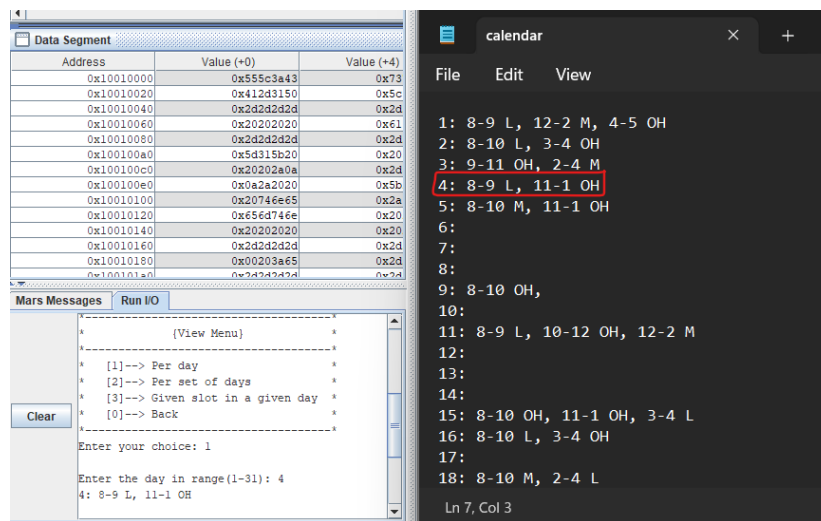 Data Segment
Address Value (+0) Value (+4)
0x10010000 0x555c3a43 0x73
0x10010020 0x412d3150 0x5c
0x10010040 0x2d2d2d2d 0x2d
0x10010060 0x20202020 0x61
0x10010080 0x2d2d2d2d 0x2d
0x100100a0 0x5d315b20 0x20
0x100100c0 0x20202a0a 0x2d
0x100100e0 0x0a2a2020 0x5b
0x10010100 0x20746e65 0x2a
0x10010120 0x656d746e 0x20
0x10010140 0x20202020 0x20
0x10010160 0x2d2d2d2d 0x2d
0x10010180 0x00203a65 0x2d
0x100101a0 0x2d2d2d2d 0x2d
Mars Messages Run I/O
*------------------------------------*
* {View Menu} *
*------------------------------------*
* [1]--> Per day *
* [2]--> Per set of days *
* [3]--> Given slot in a given day *
* [0]--> Back *
*------------------------------------*
Enter your choice: 1
Enter the day in range(1-31): 4
4: 8-9 L, 11-1 OH
Clear
calendar
File Edit View
1: 8-9 L, 12-2 M, 4-5 OH
2: 8-10 L, 3-4 OH
3: 9-11 OH, 2-4 M
4: 8-9 L, 11-1 OH
5: 8-10 M, 11-1 OH
6:
7:
8:
9: 8-10 OH,
10:
11: 8-9 L, 10-12 OH, 12-2 M
12:
13:
14:
15: 8-10 OH, 11-1 OH, 3-4 L
16: 8-10 L, 3-4 OH
17:
18: 8-10 M, 2-4 L
Ln 7, Col 3